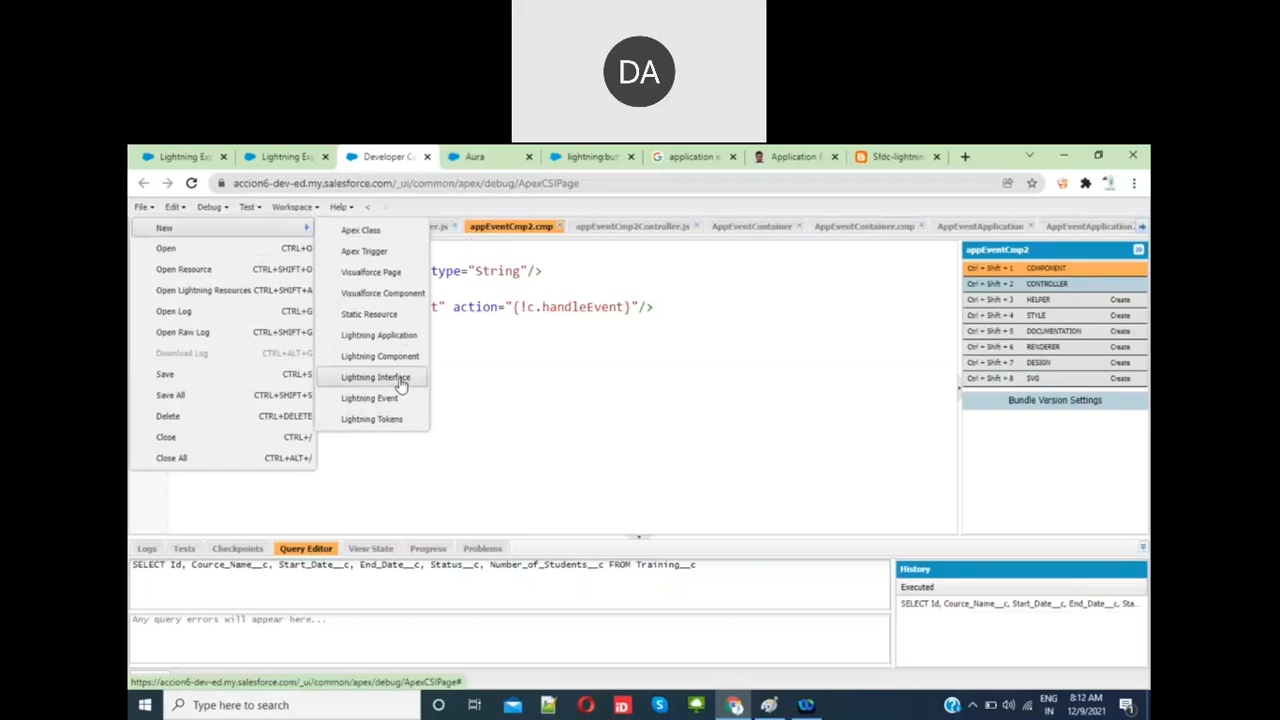 DA
Lightning Ex
Lightning Ex
Developer Co
Aura
lightning:but
application e
Application E
Sfdc-lightnin
accion6-dev-ed.my.salesforce.com/_ui/common/apex/debug/ApexCSIPage
File
Edit
Debug
Test
Workspace
Help
<
>
er.js
appEventCmp2.cmp
appEventCmp2Controller.js
AppEventContainer
AppEventContainer.cmp
AppEventApplication
AppEventApplication.
New
Open CTRL+O
Open Resource CTRL+SHIFT+O
Open Lightning Resources CTRL+SHIFT+A
Open Log CTRL+G
Open Raw Log CTRL+SHIFT+G
Download Log CTRL+ALT+G
Save CTRL+S
Save All CTRL+SHIFT+S
Delete CTRL+DELETE
Close CTRL+/
Close All CTRL+ALT+/
Apex Class
Apex Trigger
Visualforce Page
Visualforce Component
Static Resource
Lightning Application
Lightning Component
Lightning Interface
Lightning Event
Lightning Tokens
type="String"/>
t" action="{!c.handleEvent}"/>
appEventCmp2
Ctrl + Shift + 1 COMPONENT
Ctrl + Shift + 2 CONTROLLER
Ctrl + Shift + 3 HELPER Create
Ctrl + Shift + 4 STYLE Create
Ctrl + Shift + 5 DOCUMENTATION Create
Ctrl + Shift + 6 RENDERER Create
Ctrl + Shift + 7 DESIGN Create
Ctrl + Shift + 8 SVG Create
Bundle Version Settings
Logs
Tests
Checkpoints
Query Editor
View State
Progress
Problems
SELECT Id, Cource_Name__c, Start_Date__c, End_Date__c, Status__c, Number_of_Students__c FROM Training__c
Any query errors will appear here...
History
Executed
SELECT Id, Cource_Name__c, Start_Date__c, End_Date__c, Sta...
https://accion6-dev-ed.my.salesforce.com/_ui/common/apex/debug/ApexCSIPage#
Type here to search
iD
ENG
IN
8:12 AM
12/9/2021
1